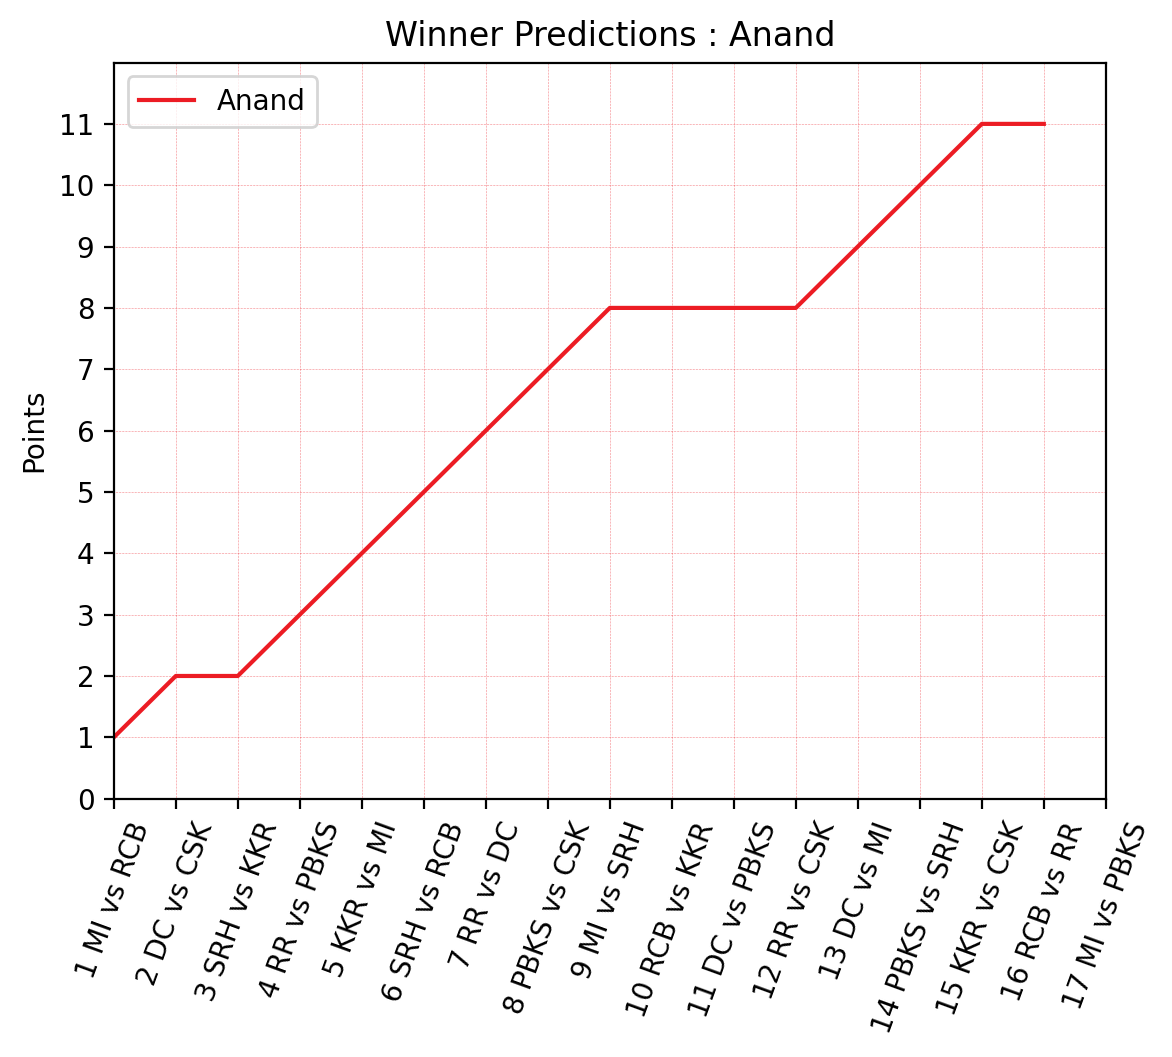 Winner Predictions : Anand
Anand
Points
11
10
9
8
7
6
5
4
3
2
1
0
1 MI vs RCB
2 DC vs CSK
3 SRH vs KKR
4 RR vs PBKS
5 KKR vs MI
6 SRH vs RCB
7 RR vs DC
8 PBKS vs CSK
9 MI vs SRH
10 RCB vs KKR
11 DC vs PBKS
12 RR vs CSK
13 DC vs MI
14 PBKS vs SRH
15 KKR vs CSK
16 RCB vs RR
17 MI vs PBKS